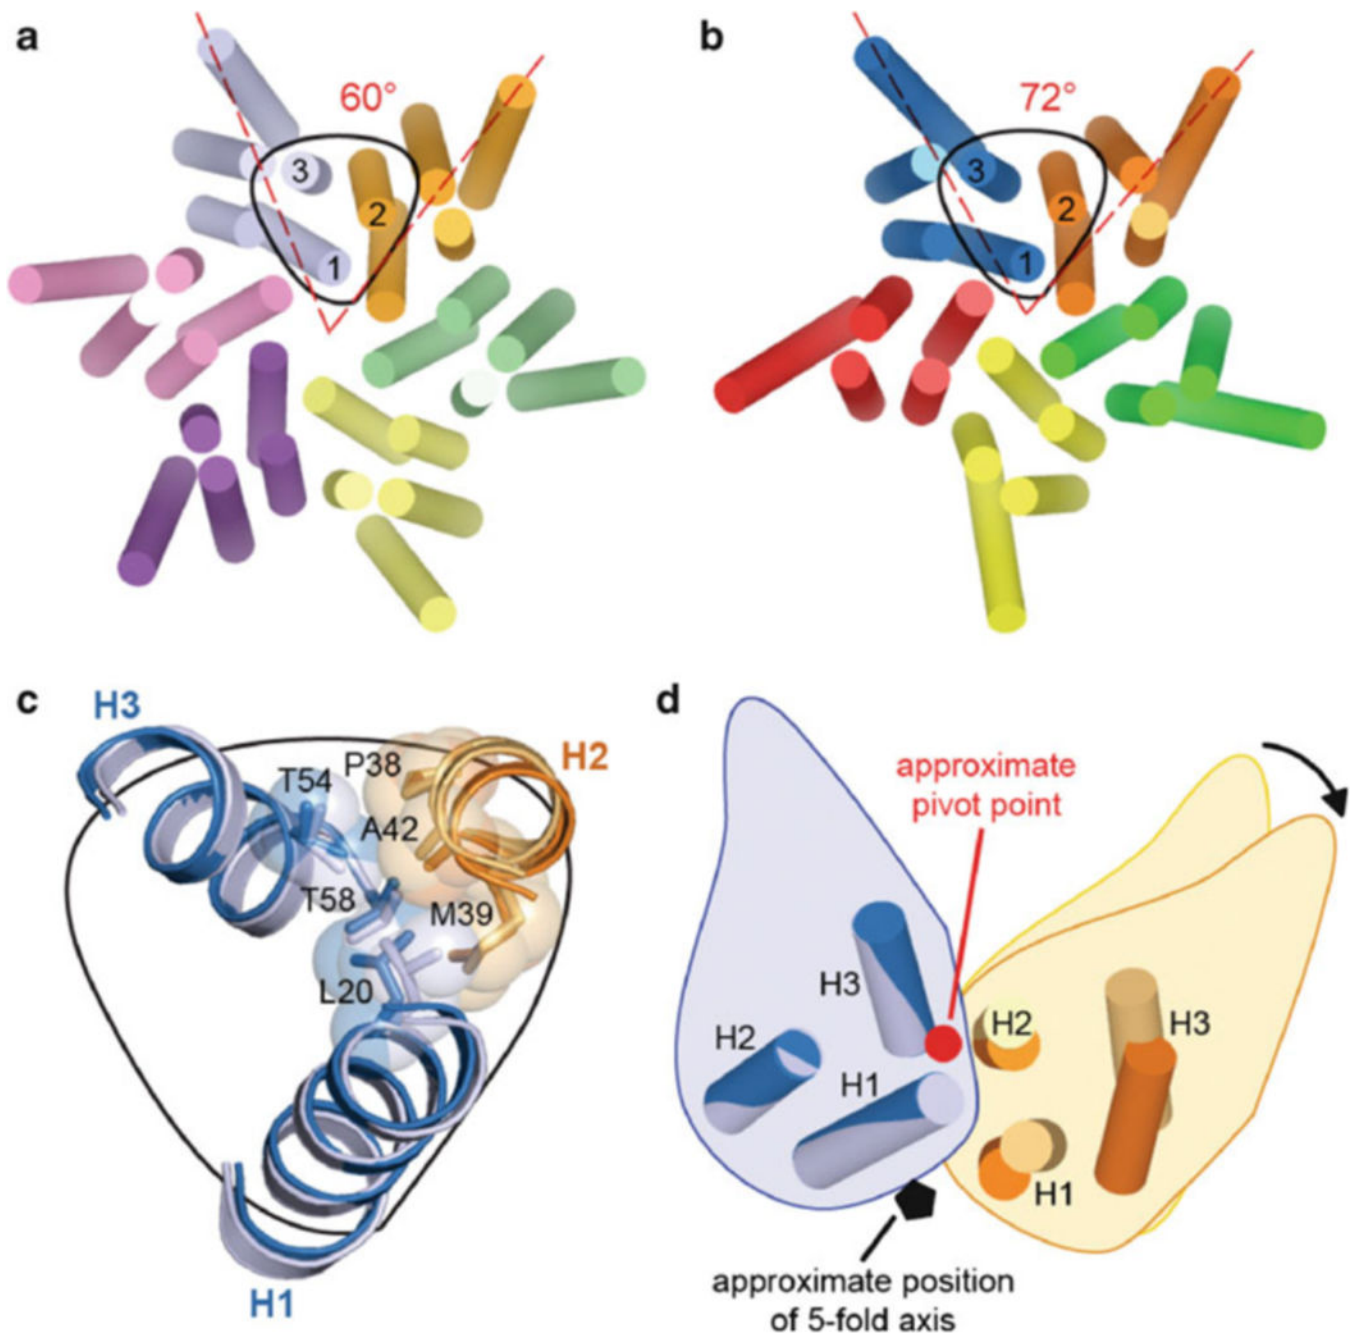 a
60°
3
2
1
b
72°
3
2
1
c
H3
P38
T54
H2
A42
T58
M39
L20
H1
d
approximate
pivot point
H3
H2
H2
H3
H1
H1
approximate position
of 5-fold axis